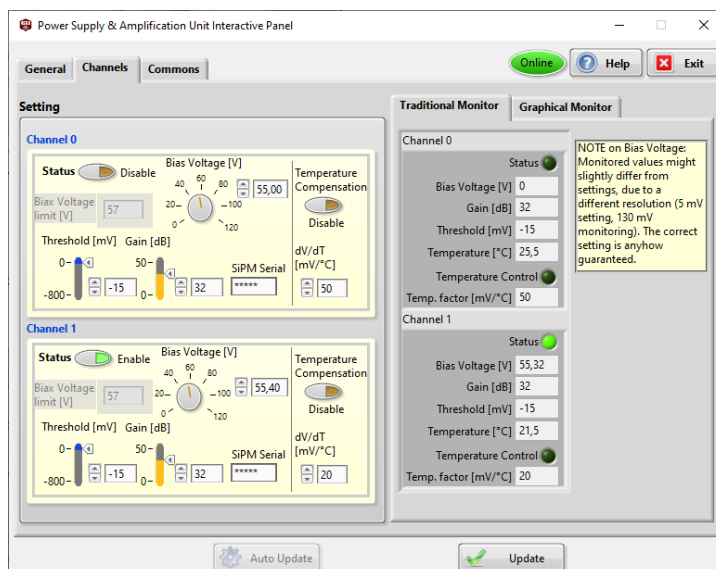 Power Supply & Amplification Unit Interactive Panel
General Channels Commons
Online Help Exit
Setting
Channel 0
Status Disable
Bias Voltage [V]
0 20 40 60 80 100 120
55,00
Biax Voltage
limit [V]
57
Threshold [mV]
0
-800
-15
Gain [dB]
50
0
32
SiPM Serial
*****
Temperature
Compensation
Disable
dV/dT
[mV/°C]
50
Channel 1
Status Enable
Bias Voltage [V]
0 20 40 60 80 100 120
55,40
Biax Voltage
limit [V]
57
Threshold [mV]
0
-800
-15
Gain [dB]
50
0
32
SiPM Serial
*****
Temperature
Compensation
Disable
dV/dT
[mV/°C]
20
Traditional Monitor Graphical Monitor
Channel 0
Status
Bias Voltage [V] 0
Gain [dB] 32
Threshold [mV] -15
Temperature [°C] 25,5
Temperature Control
Temp. factor [mV/°C] 50
Channel 1
Status
Bias Voltage [V] 55,32
Gain [dB] 32
Threshold [mV] -15
Temperature [°C] 21,5
Temperature Control
Temp. factor [mV/°C] 20
NOTE on Bias Voltage:
Monitored values might
slightly differ from
settings, due to a
different resolution (5 mV
setting, 130 mV
monitoring). The correct
setting is anyhow
guaranteed.
Auto Update
Update